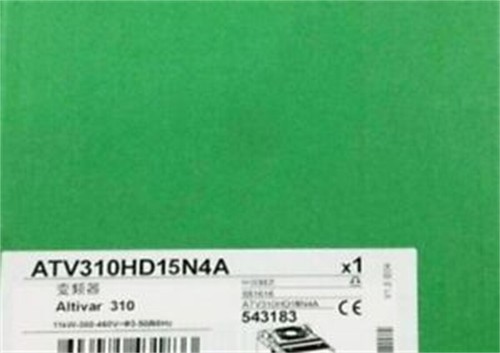 ATV310HD15N4A
x1
变频器
Altivar 310
ATV310HD15N4A
543183
CE